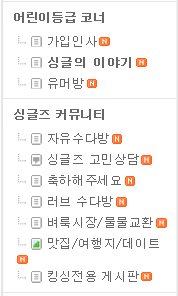 어린이등급 코너
가입인사 N
싱글의 이야기 N
유머방 N
싱글즈 커뮤니티
자유수다방 N
싱글즈 고민상담 N
축하해주세요 N
러브 수다방 N
벼룩시장/물물교환 N
맛집/여행지/데이트
N
킹싱전용 게시판 N